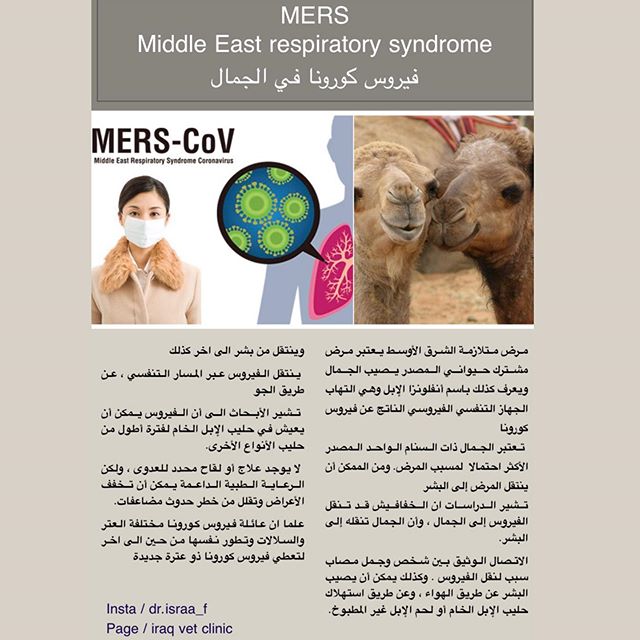 MERS
Middle East respiratory syndrome
فيروس كورونا في الجمال
MERS-CoV
Middle East Respiratory Syndrome Coronavirus
مرض متلازمة الشرق الأوسط يعتبر مرض
مشترك حيواني المصدر يصيب الجمال
ويعرف كذلك باسم أنفلونزا الإبل وهي التهاب
الجهاز التنفسي الفيروسي الناتج عن فيروس
كورونا
تعتبر الجمال ذات السنام الواحد المصدر
الأكثر احتمالا لمسبب المرض. ومن الممكن أن
ينتقل المرض إلى البشر
تشير الدراسات ان الخفافيش قد تنقل
الفيروس إلى الجمال ، وأن الجمال تنقله إلى
البشر.
الاتصال الوثيق بين شخص وجمل مصاب
سبب لنقل الفيروس . وكذلك يمكن أن يصيب
البشر عن طريق الهواء ، وعن طريق استهلاك
حليب الإبل الخام أو لحم الإبل غير المطبوخ.
وينتقل من بشر الى اخر كذلك
ينتقل الفيروس عبر المسار التنفسي ، عن
طريق الجو
تشير الأبحاث الى أن الفيروس يمكن أن
يعيش في حليب الإبل الخام لفترة أطول من
حليب الأنواع الأخرى.
لا يوجد علاج أو لقاح محدد للعدوى ، ولكن
الرعاية الطبية الداعمة يمكن أن تخفف
الأعراض وتقلل من خطر حدوث مضاعفات.
علما ان عائلة فيروس كورونا مختلفة العتر
والسلالات وتطور نفسها من حين الى اخر
لتعطي فيروس كورونا ذو عترة جديدة
Insta / dr.israa_f
Page / iraq vet clinic